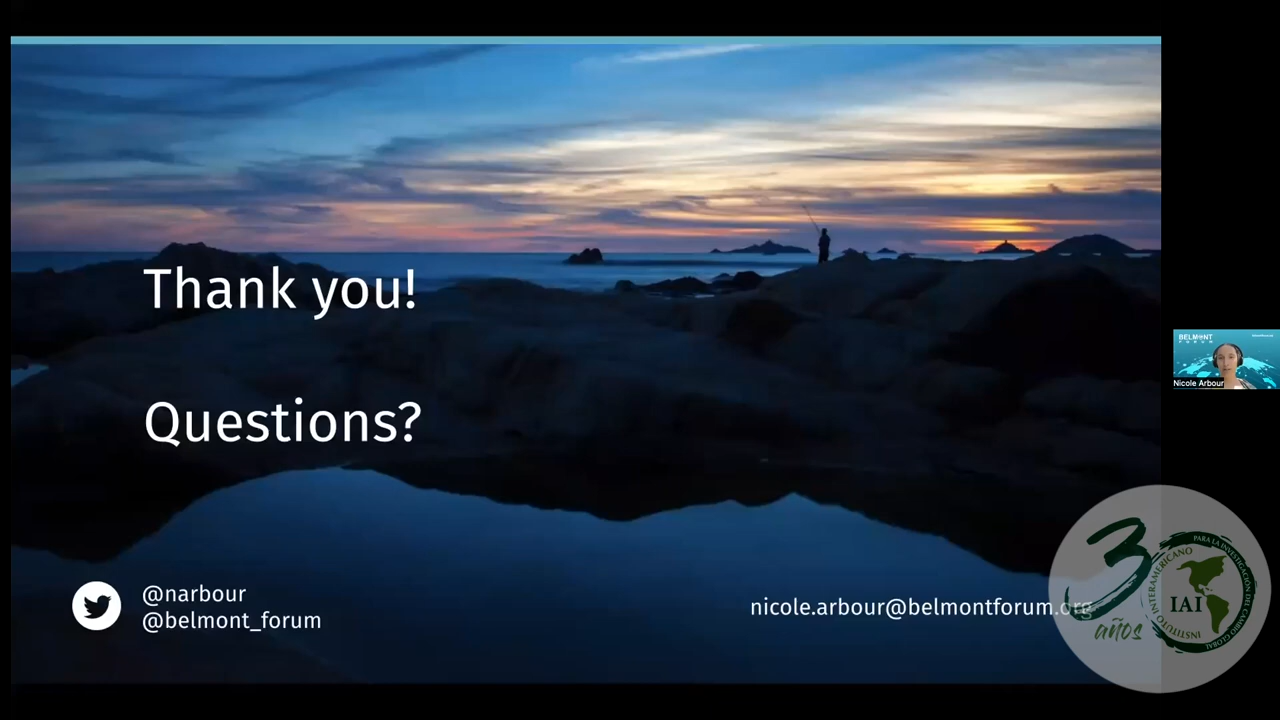 Thank you!
Questions?
@narbour
@belmont_forum
nicole.arbour@belmontforum.org
BELMONT
FORUM
Nicole Arbour
30
años
INSTITUTO INTERAMERICANO PARA LA INVESTIGACIÓN DEL CAMBIO GLOBAL
IAI